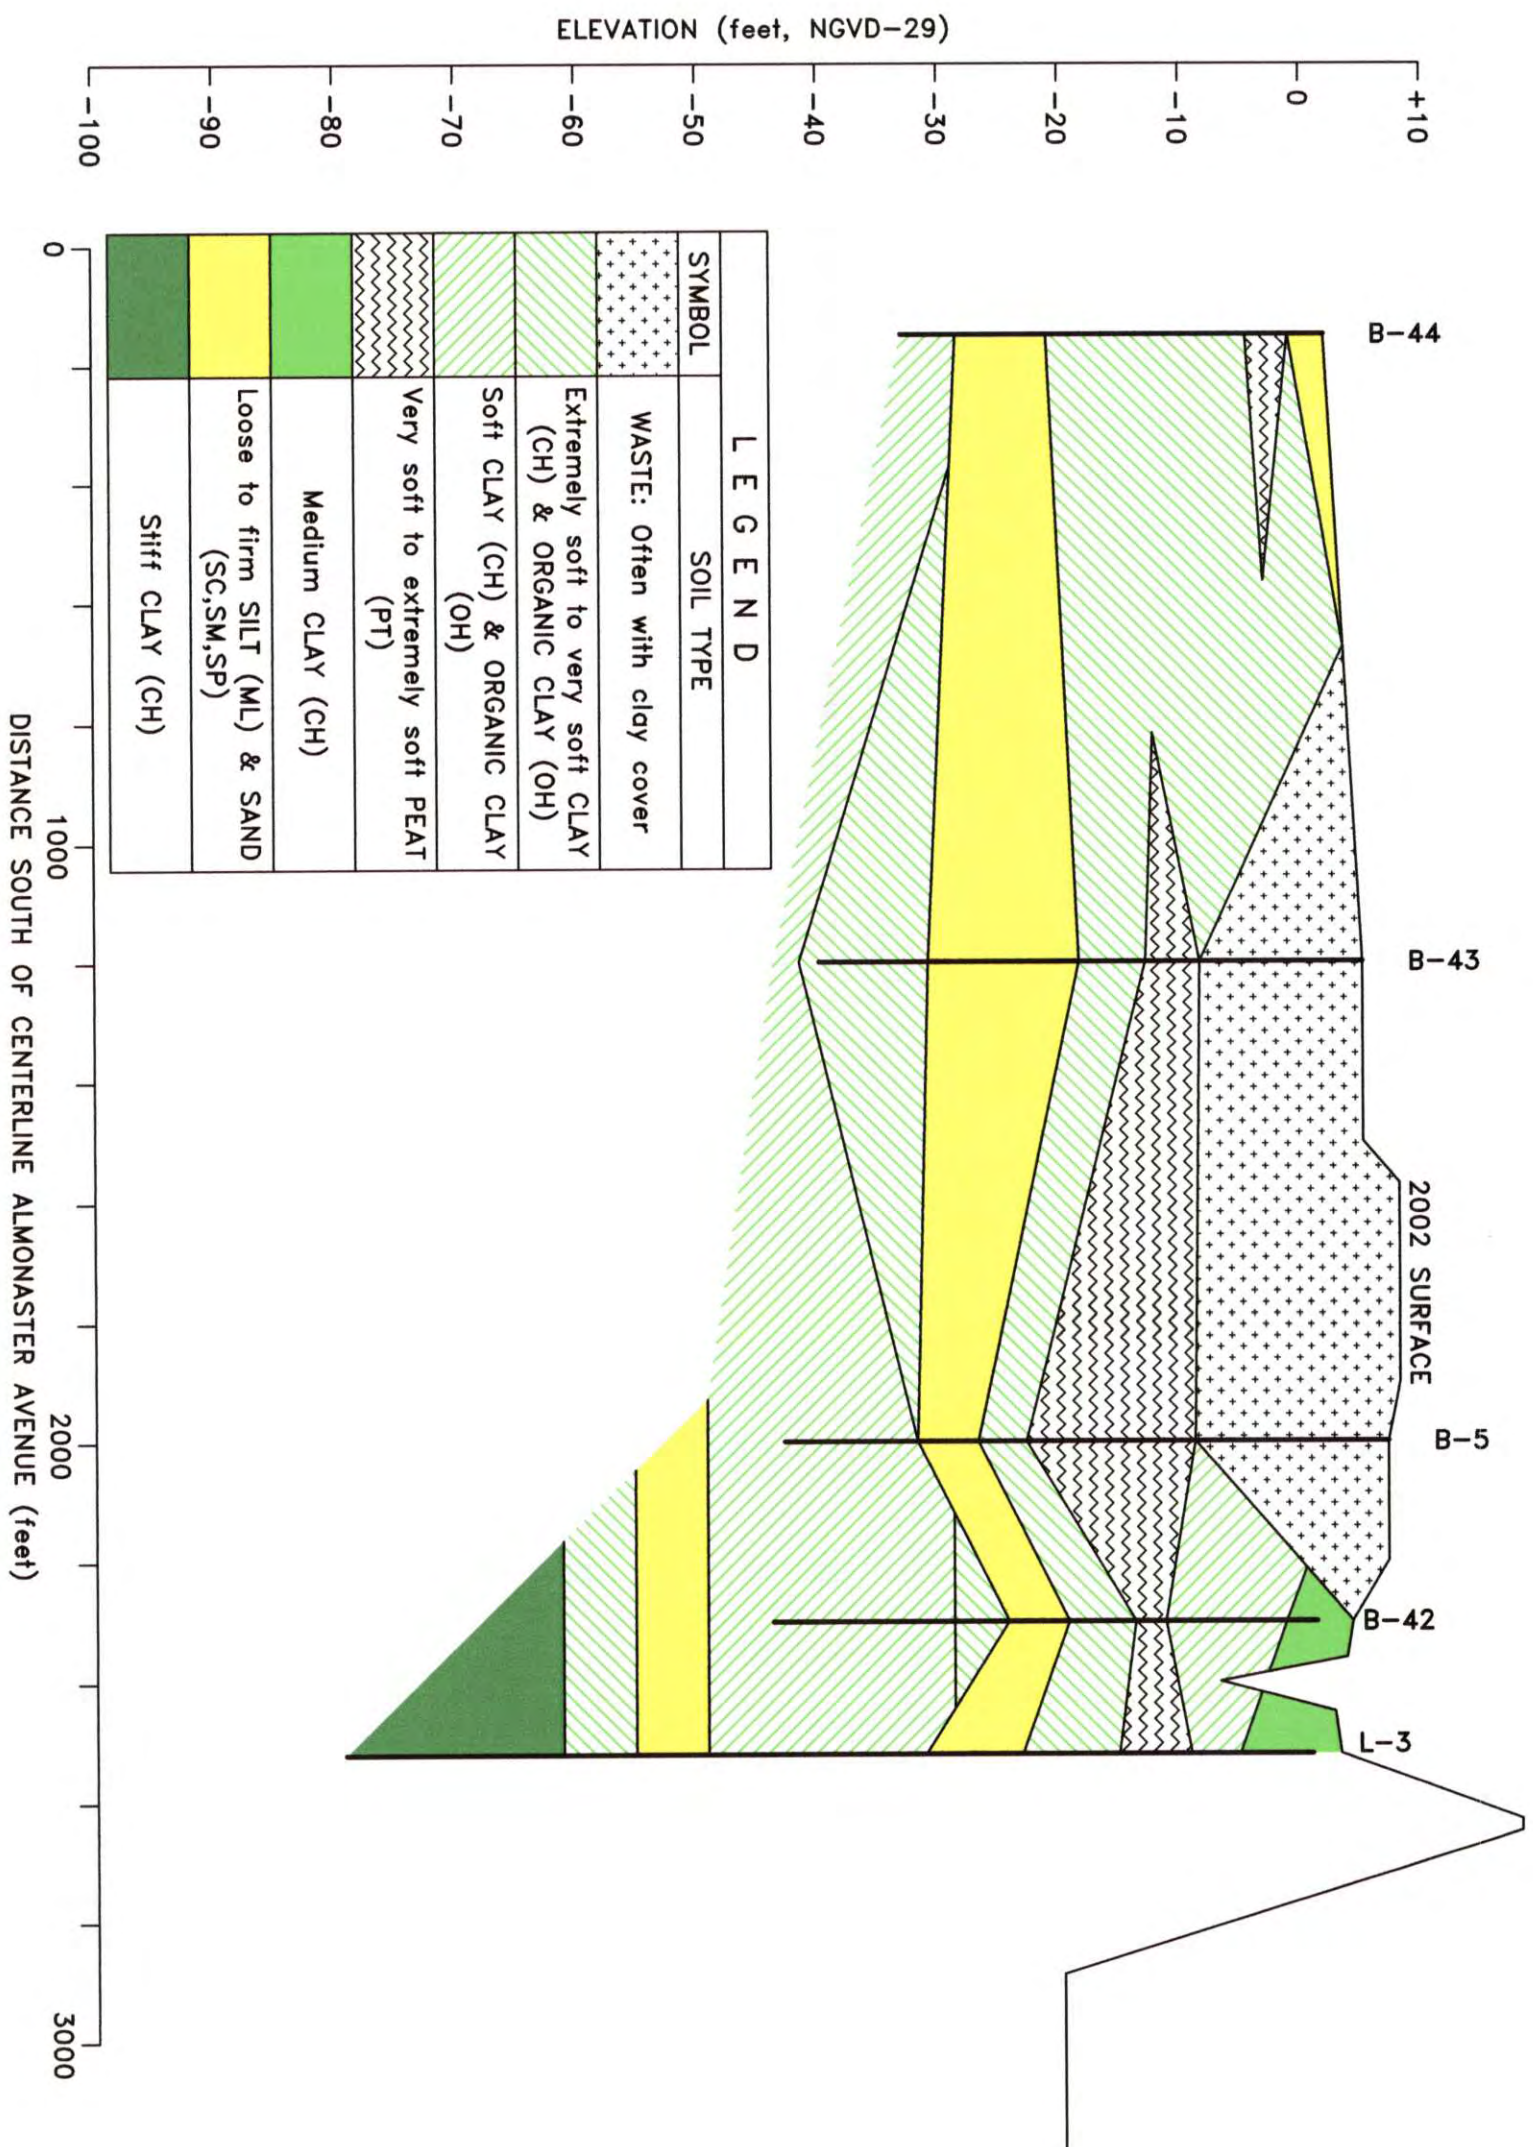 ELEVATION (feet, NGVD-29)
+10
0
-10
-20
-30
-40
-50
-60
-70
-80
-90
-100
B-44
B-43
2002 SURFACE
B-5
B-42
L-3
LEGEND
SYMBOL
SOIL TYPE
WASTE: Often with clay cover
Extremely soft to very soft CLAY
(CH) & ORGANIC CLAY (OH)
Soft CLAY (CH) & ORGANIC CLAY
(OH)
Very soft to extremely soft PEAT
(PT)
Medium CLAY (CH)
Loose to firm SILT (ML) & SAND
(SC,SM,SP)
Stiff CLAY (CH)
0
1000
2000
3000
DISTANCE SOUTH OF CENTERLINE ALMONASTER AVENUE (feet)